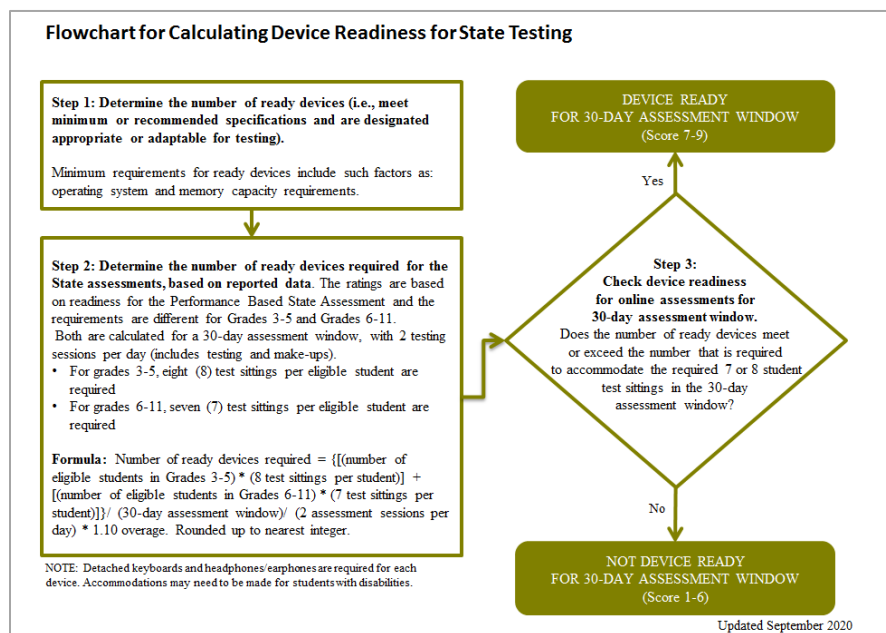 Flowchart for Calculating Device Readiness for State Testing
Step 1: Determine the number of ready devices (i.e., meet
minimum or recommended specifications and are designated
appropriate or adaptable for testing).
Minimum requirements for ready devices include such factors as:
operating system and memory capacity requirements.
Step 2: Determine the number of ready devices required for the
State assessments, based on reported data. The ratings are
based on readiness for the Performance Based State Assessment and the
requirements are different for Grades 3-5 and Grades 6-11.
Both are calculated for a 30-day assessment window, with 2 testing
sessions per day (includes testing and make-ups).
• For grades 3-5, eight (8) test sittings per eligible student are
required
• For grades 6-11, seven (7) test sittings per eligible student are
required
Formula: Number of ready devices required = {[(number of
eligible students in Grades 3-5) * (8 test sittings per student)] +
[(number of eligible students in Grades 6-11) * (7 test sittings per
student)]}/ (30-day assessment window)/ (2 assessment sessions per
day) * 1.10 overage. Rounded up to nearest integer.
NOTE: Detached keyboards and headphones/earphones are required for each
device. Accommodations may need to be made for students with disabilities.
DEVICE READY
FOR 30-DAY ASSESSMENT WINDOW
(Score 7-9)
Yes
Step 3:
Check device readiness
for online assessments for
30-day assessment window.
Does the number of ready devices meet
or exceed the number that is required
to accommodate the required 7 or 8 student
test sittings in the 30-day
assessment window?
No
NOT DEVICE READY
FOR 30-DAY ASSESSMENT WINDOW
(Score 1-6)
Updated September 2020